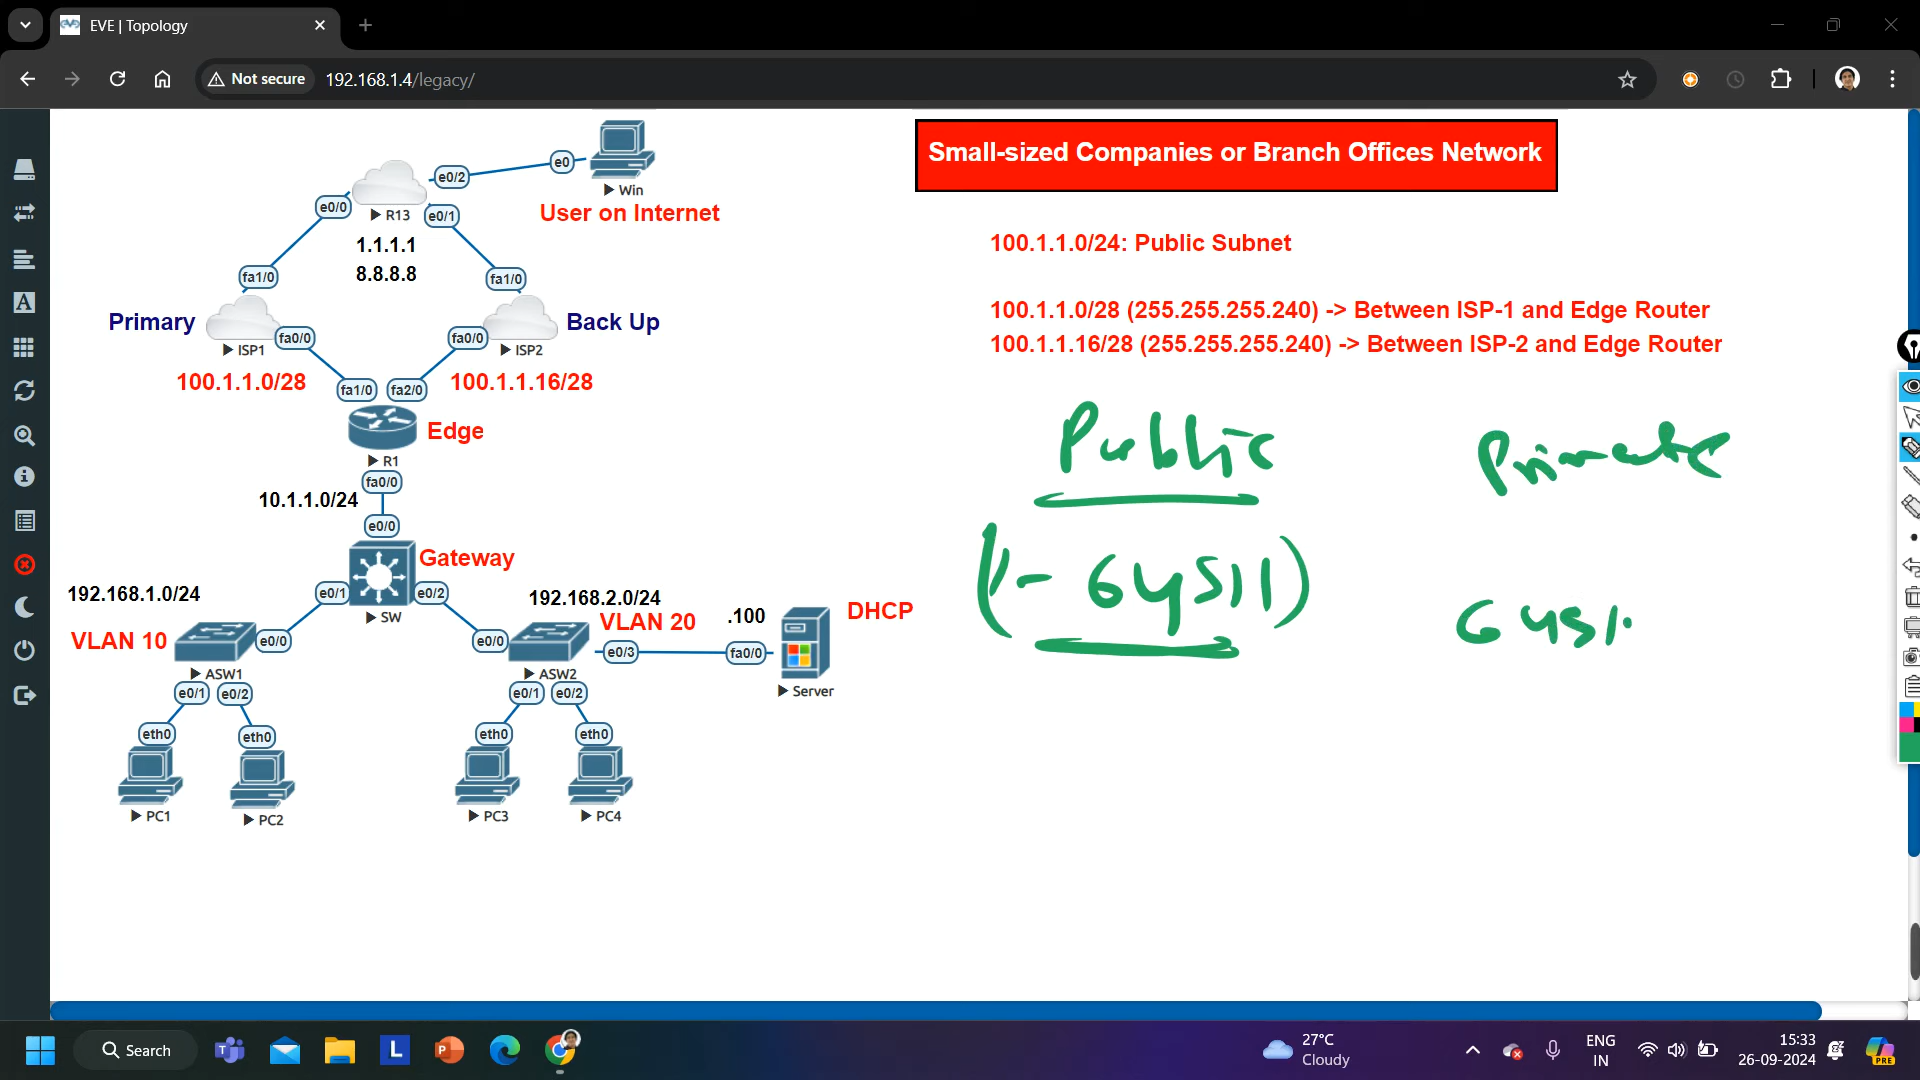 EVE | Topology
Not secure
192.168.1.4/legacy/
Small-sized Companies or Branch Offices Network
100.1.1.0/24: Public Subnet
100.1.1.0/28 (255.255.255.240) -> Between ISP-1 and Edge Router
100.1.1.16/28 (255.255.255.240) -> Between ISP-2 and Edge Router
Public
Private
(1- 64511)
6451
e0/2
e0
Win
User on Internet
e0/0
R13
e0/1
1.1.1.1
8.8.8.8
fa1/0
fa1/0
Primary
Back Up
fa0/0
fa0/0
ISP1
ISP2
100.1.1.0/28
100.1.1.16/28
fa1/0
fa2/0
Edge
R1
fa0/0
10.1.1.0/24
e0/0
Gateway
192.168.1.0/24
e0/1
e0/2
192.168.2.0/24
SW
VLAN 10
VLAN 20
.100
DHCP
e0/0
e0/0
e0/3
fa0/0
ASW1
ASW2
Server
e0/1
e0/2
e0/1
e0/2
eth0
eth0
eth0
eth0
PC1
PC2
PC3
PC4
Search
27°C
Cloudy
ENG
IN
15:33
26-09-2024
PRE